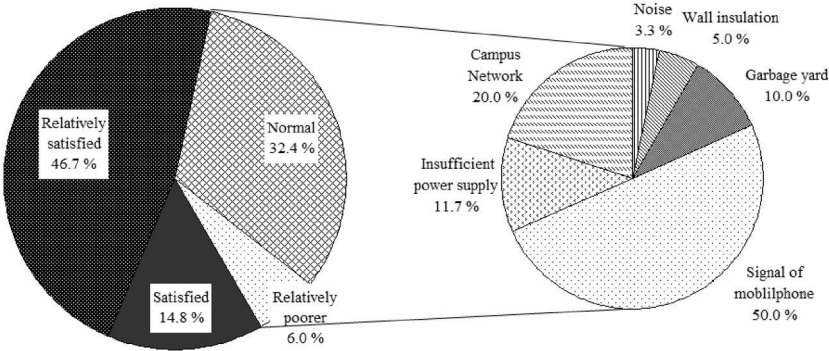 Relatively
satisfied
46.7 %
Normal
32.4 %
Satisfied
14.8 %
Relatively
poorer
6.0 %
Noise
3.3 %
Wall insulation
5.0 %
Garbage yard
10.0 %
Campus
Network
20.0 %
Insufficient
power supply
11.7 %
Signal of
moblilphone
50.0 %